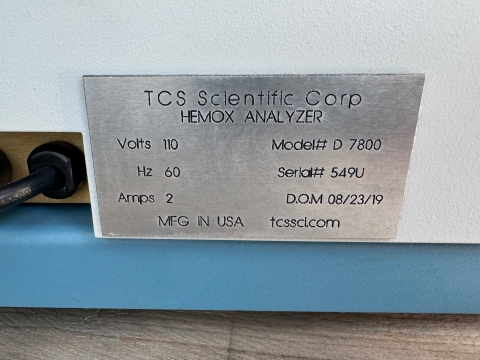 TCS Scientific Corp
HEMOX ANALYZER
Volts 110 Model# D 7800
Hz 60 Serial# 549U
Amps 2 D.O.M 08/23/19
MFG IN USA tcssci.com